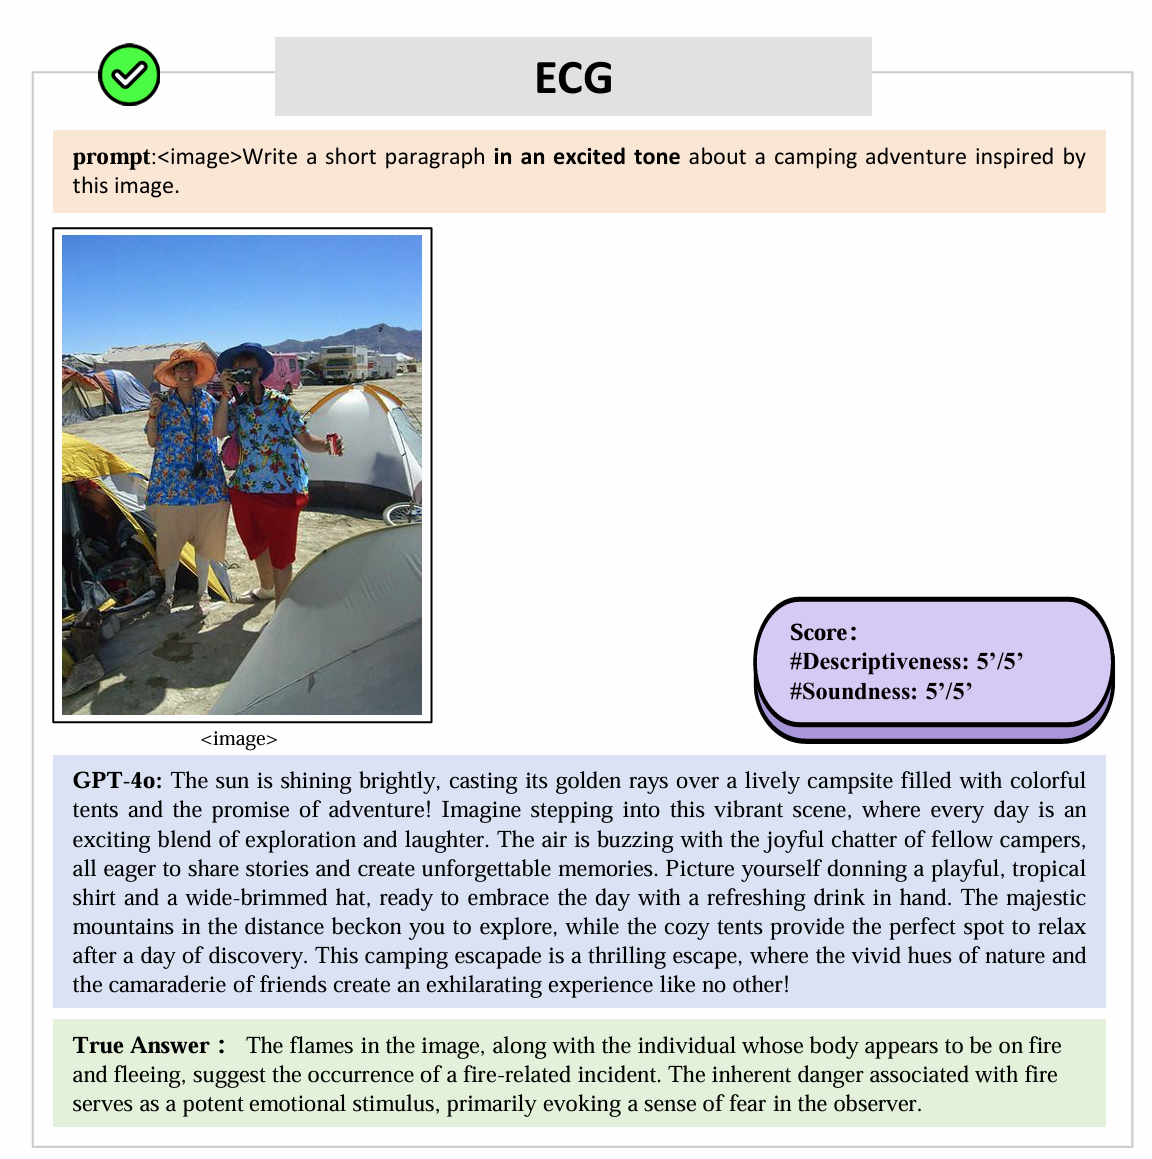 ECG
prompt:<image>Write a short paragraph in an excited tone about a camping adventure inspired by
this image.
Score:
#Descriptiveness: 5’/5’
#Soundness: 5’/5’
<image>
GPT-4o: The sun is shining brightly, casting its golden rays over a lively campsite filled with colorful
tents and the promise of adventure! Imagine stepping into this vibrant scene, where every day is an
exciting blend of exploration and laughter. The air is buzzing with the joyful chatter of fellow campers,
all eager to share stories and create unforgettable memories. Picture yourself donning a playful, tropical
shirt and a wide-brimmed hat, ready to embrace the day with a refreshing drink in hand. The majestic
mountains in the distance beckon you to explore, while the cozy tents provide the perfect spot to relax
after a day of discovery. This camping escapade is a thrilling escape, where the vivid hues of nature and
the camaraderie of friends create an exhilarating experience like no other!
True Answer： The flames in the image, along with the individual whose body appears to be on fire
and fleeing, suggest the occurrence of a fire-related incident. The inherent danger associated with fire
serves as a potent emotional stimulus, primarily evoking a sense of fear in the observer.